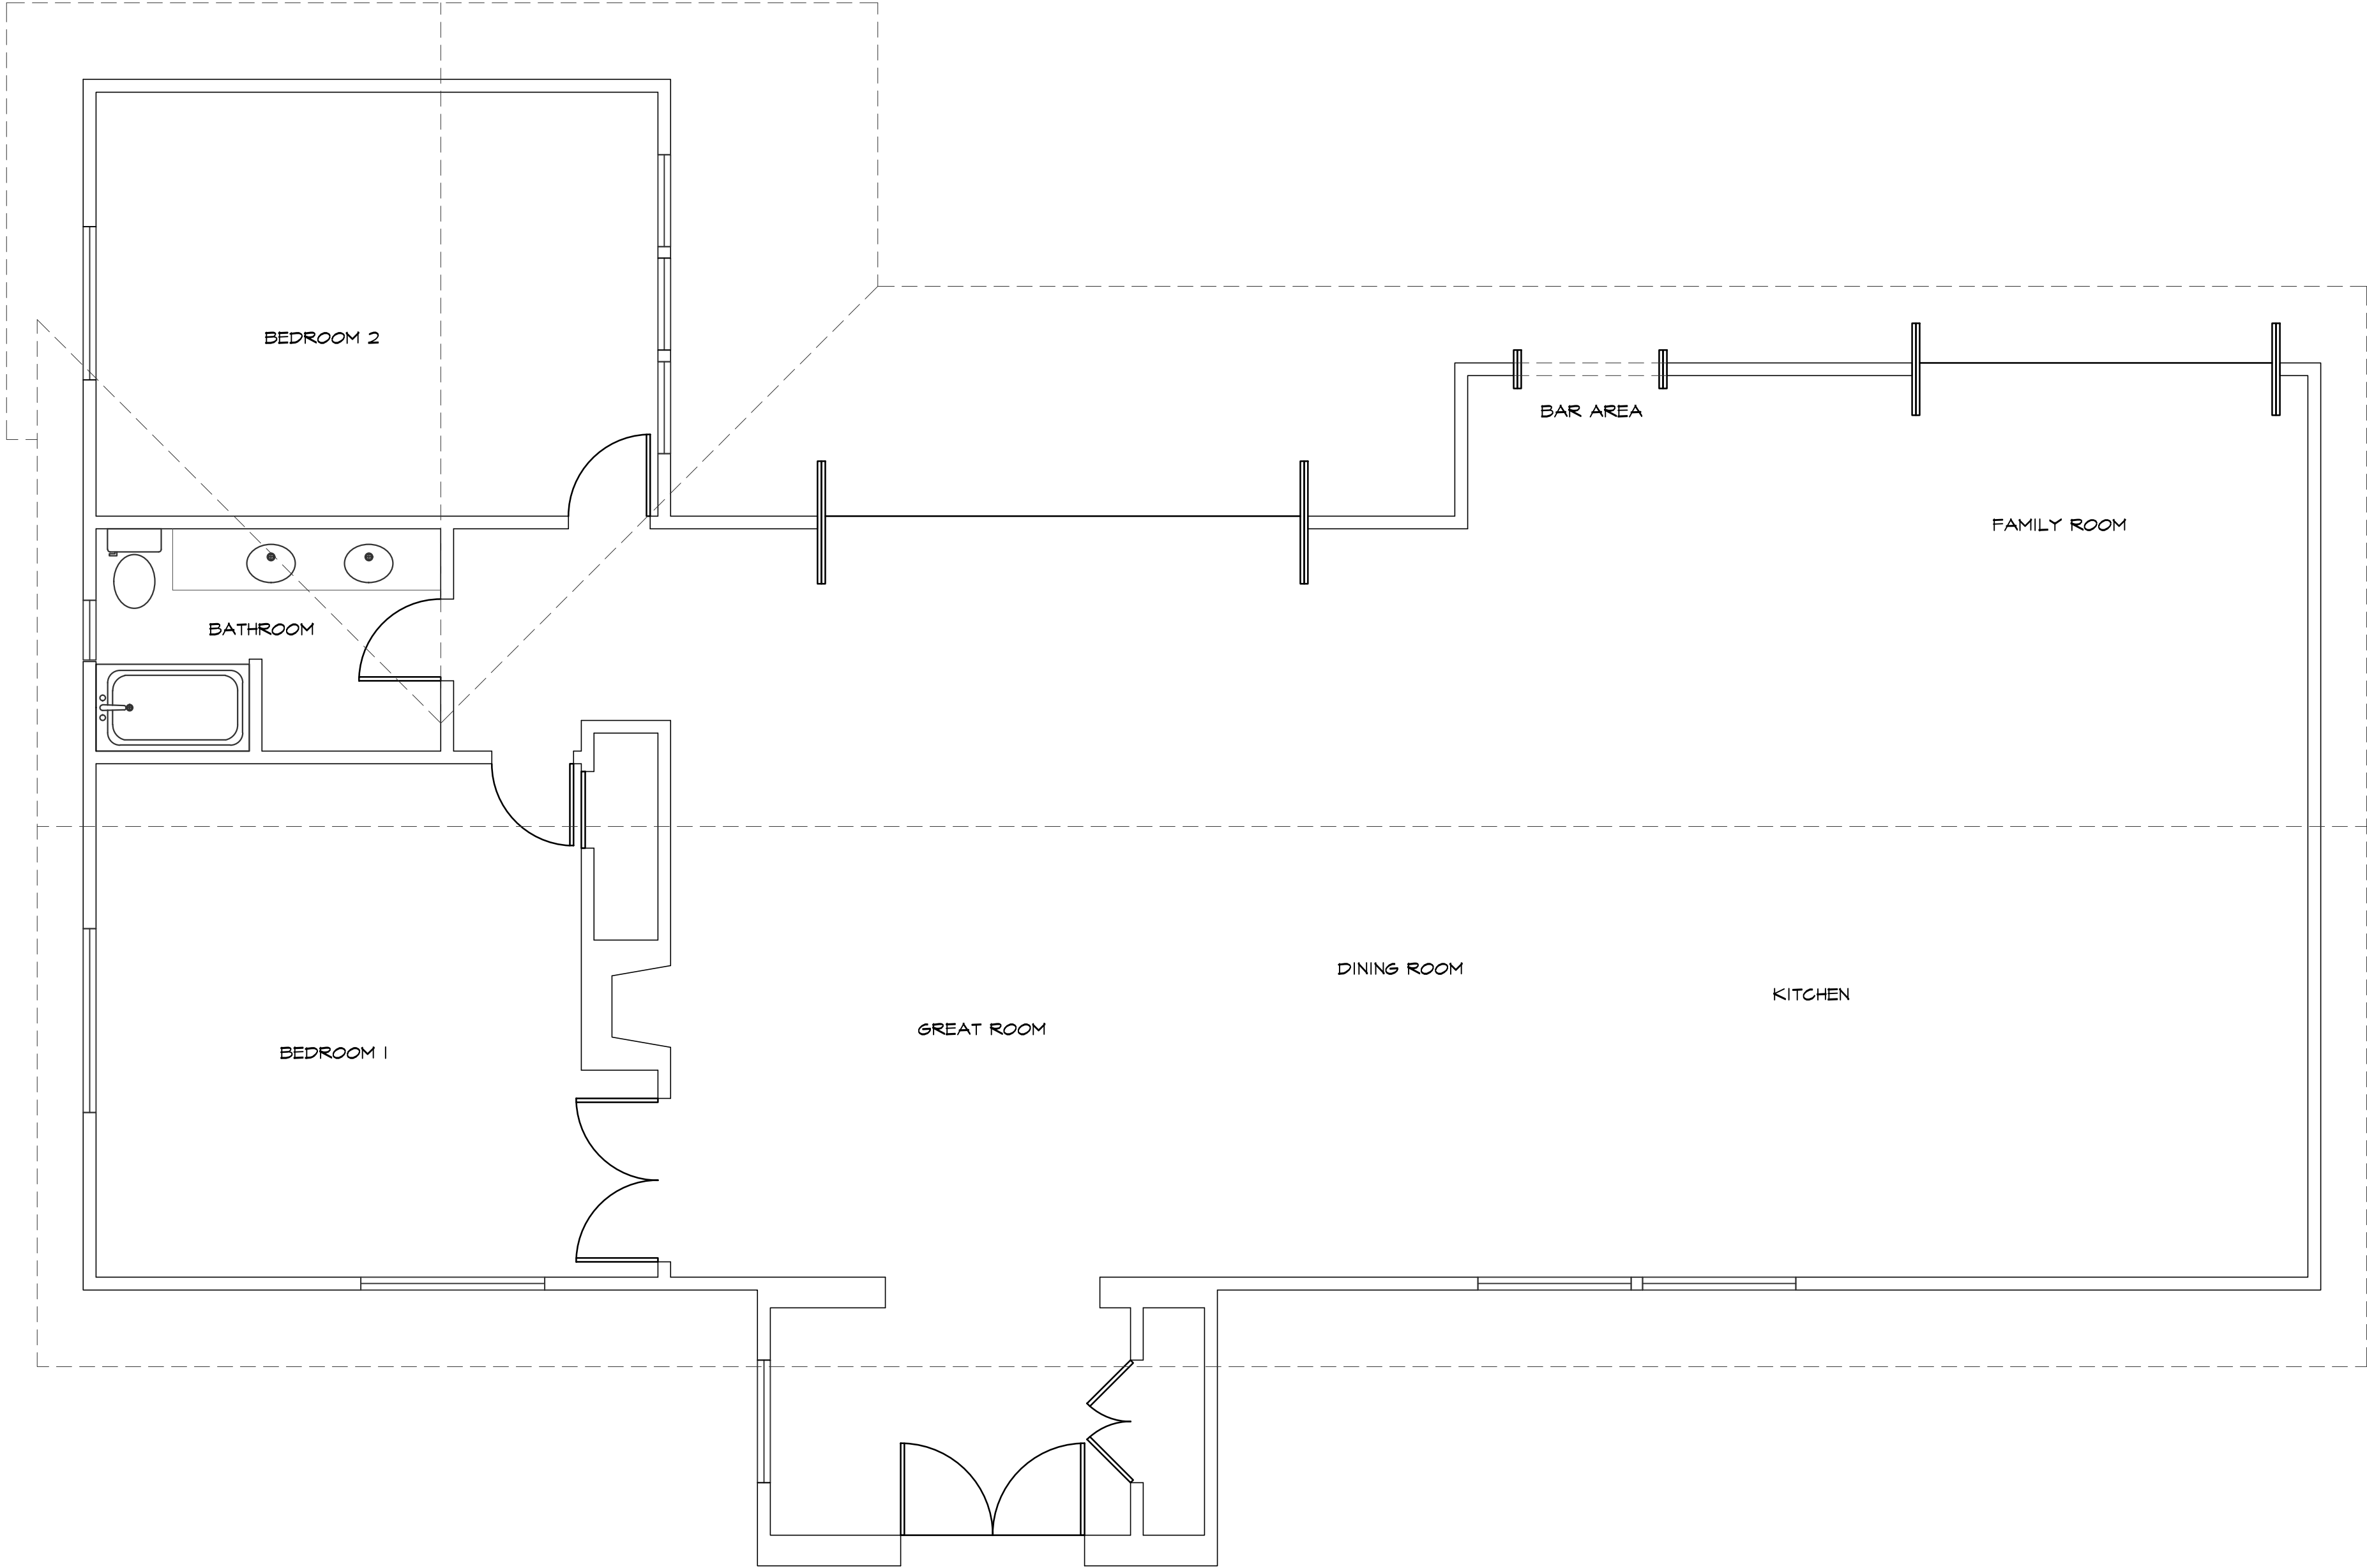 BEDROOM 2
BAR AREA
FAMILY ROOM
BATHROOM
DINING ROOM
KITCHEN
GREAT ROOM
BEDROOM 1